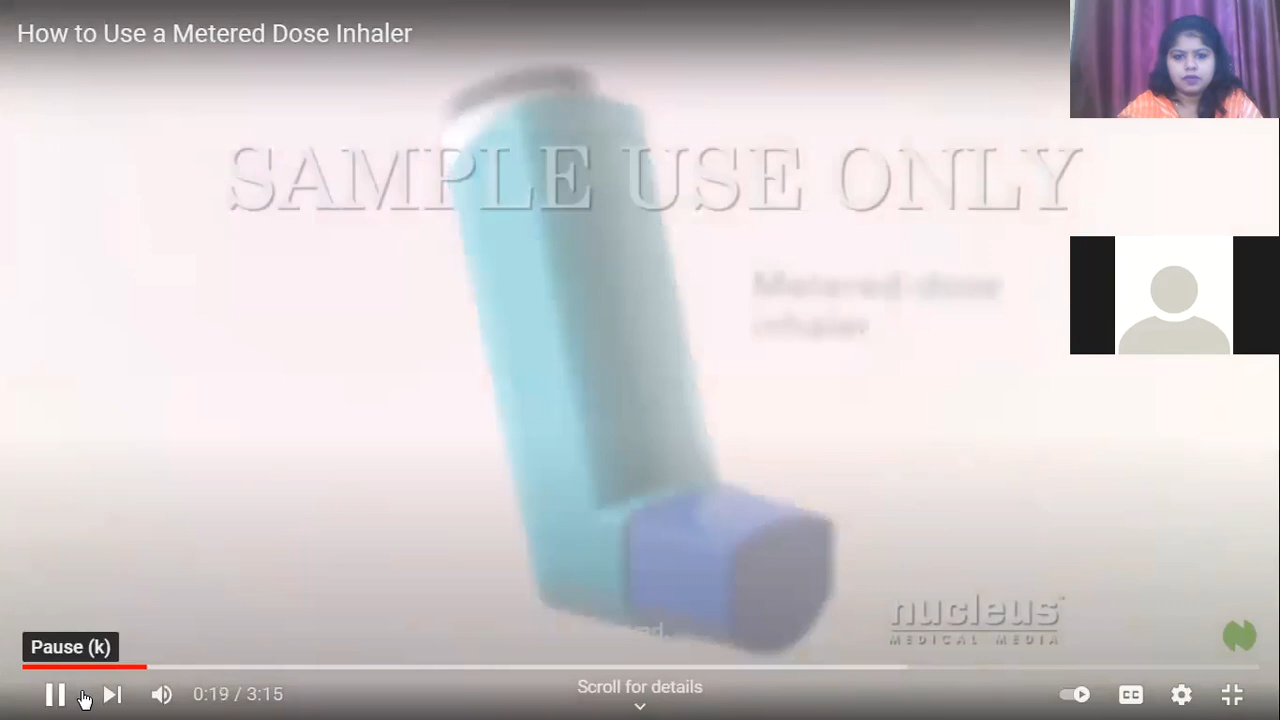 How to Use a Metered Dose Inhaler
SAMPLE USE ONLY
Metered-dose
inhaler
nucleus
MEDICAL MEDIA
Pause (k)
0:19 / 3:15
Scroll for details
CC